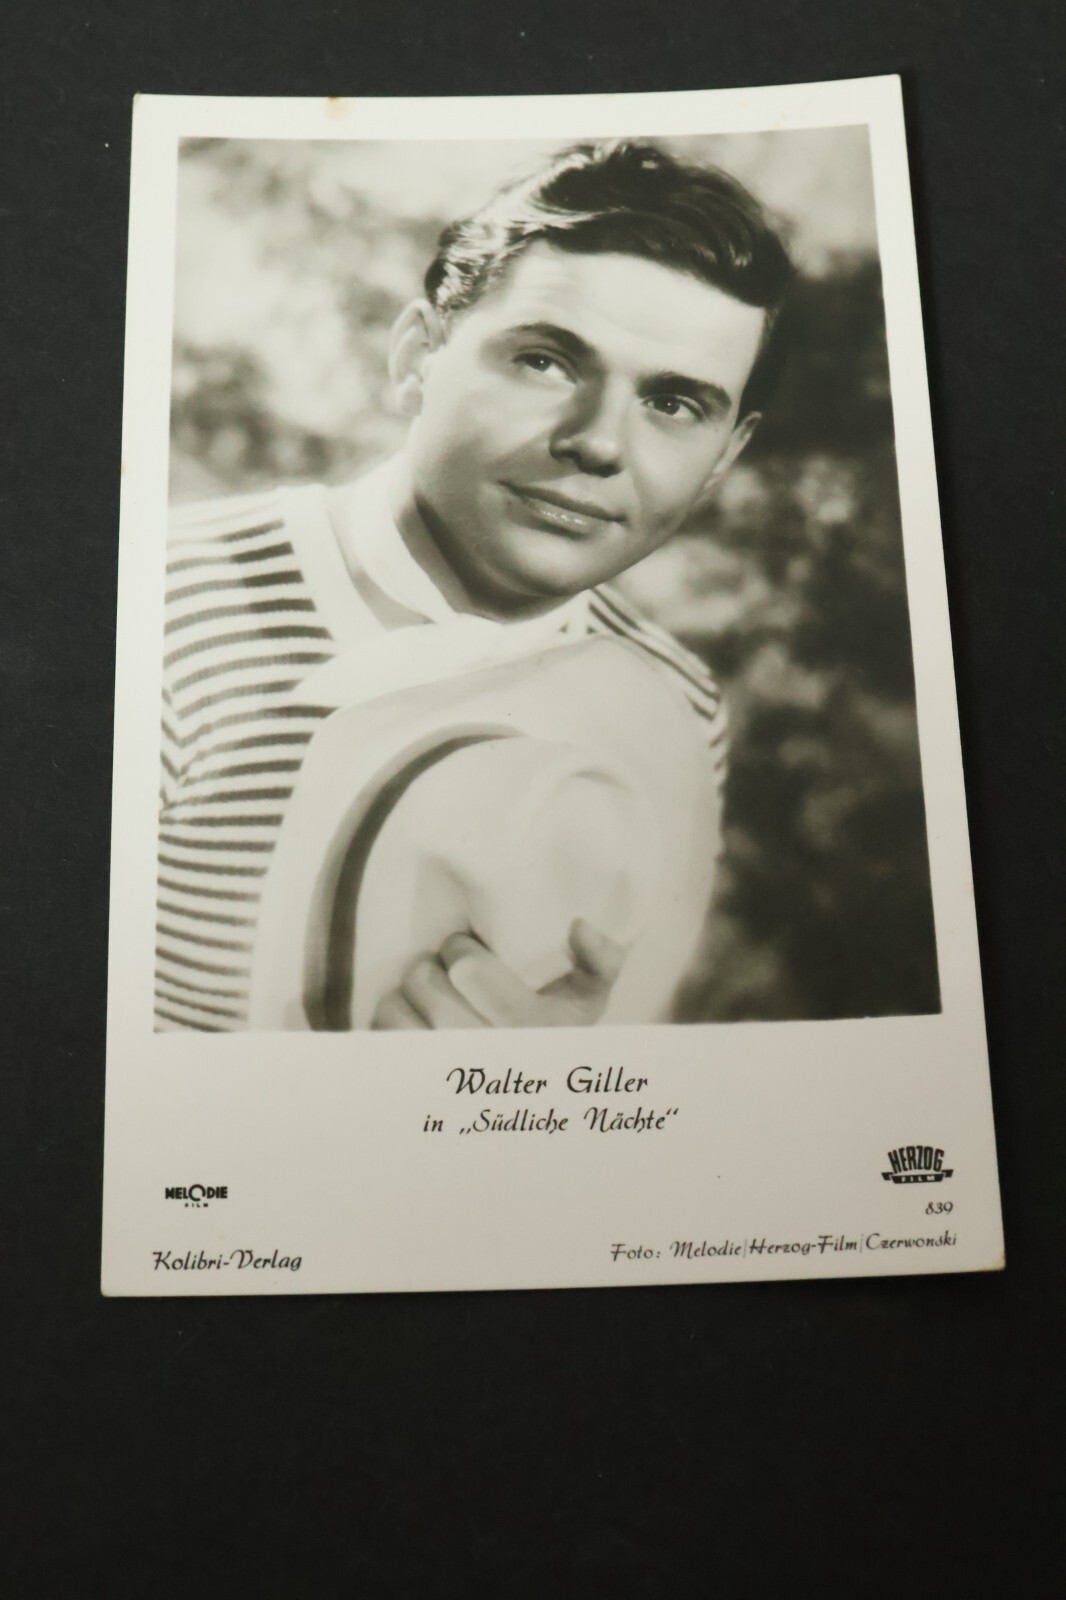 Walter Giller
in „Südliche Nächte“
MELODIE
FILM
HERZOG
FILM
839
Kolibri-Verlag
Foto: Melodie|Herzog-Film|Czerwonski